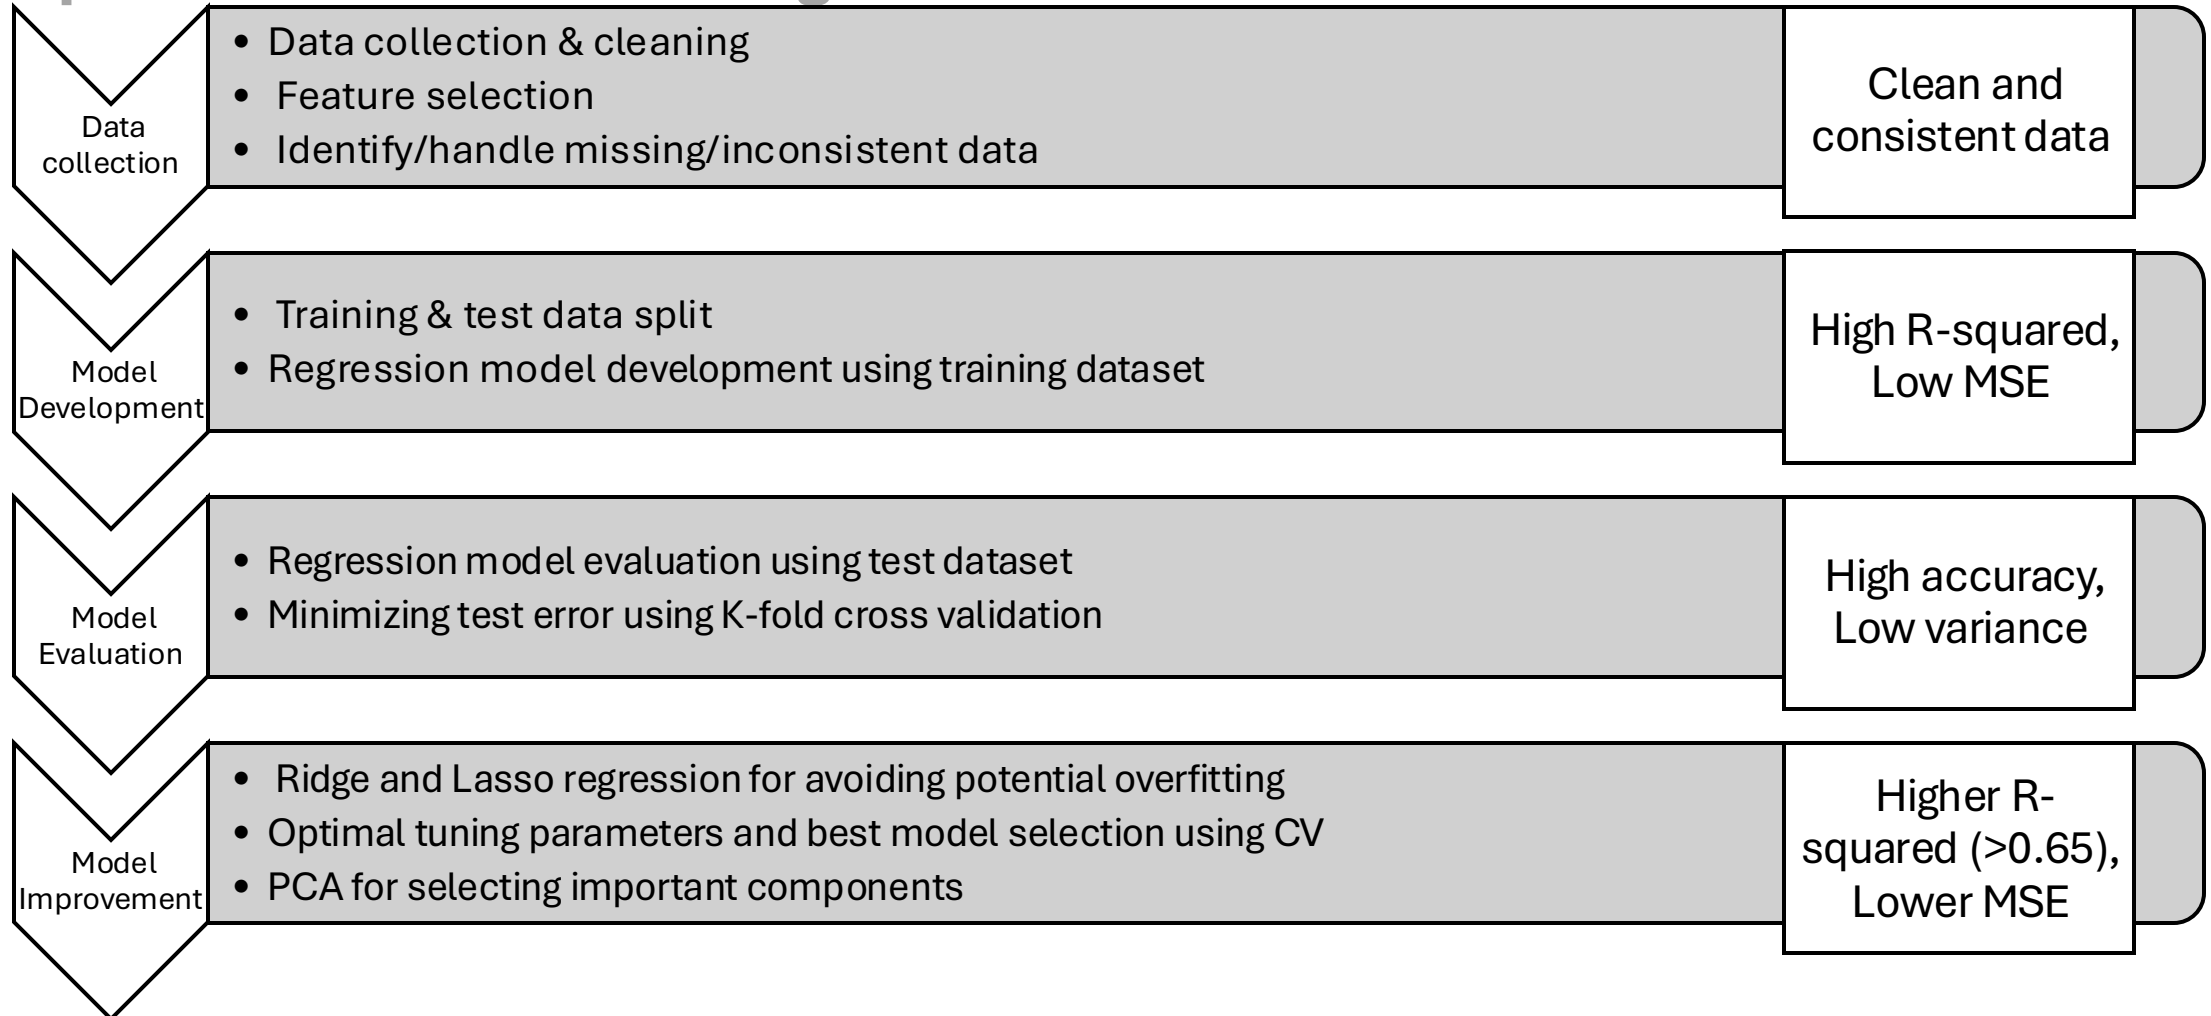 Data
collection
• Data collection & cleaning
• Feature selection
• Identify/handle missing/inconsistent data
Clean and
consistent data
Model
Development
• Training & test data split
• Regression model development using training dataset
High R-squared,
Low MSE
Model
Evaluation
• Regression model evaluation using test dataset
• Minimizing test error using K-fold cross validation
High accuracy,
Low variance
Model
Improvement
• Ridge and Lasso regression for avoiding potential overfitting
• Optimal tuning parameters and best model selection using CV
• PCA for selecting important components
Higher R-
squared (>0.65),
Lower MSE